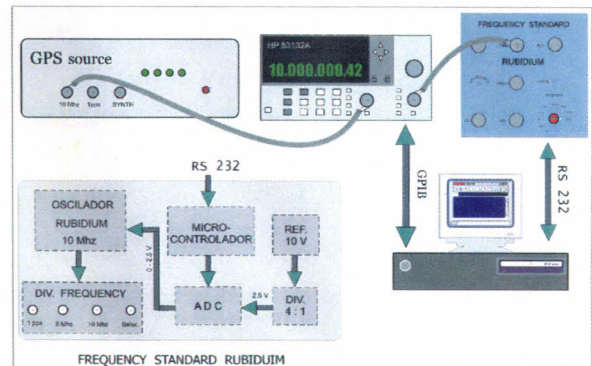 GPS source
10 Mhz 1pps SYNTH
HP 53132A
10.000.000.42
FREQUENCY STANDARD
RUBIDIUM
RS 232
GPIB
RS 232
OSCILADOR
RUBIDIUM
10 Mhz
MICRO-
CONTROLADOR
REF.
10 V
0 - 2.5 V
DIV. FREQUENCY
1 pps 5 Mhz 10 Mhz
A D C
2.5 V
DIV.
4 : 1
FREQUENCY STANDARD RUBIDUIM